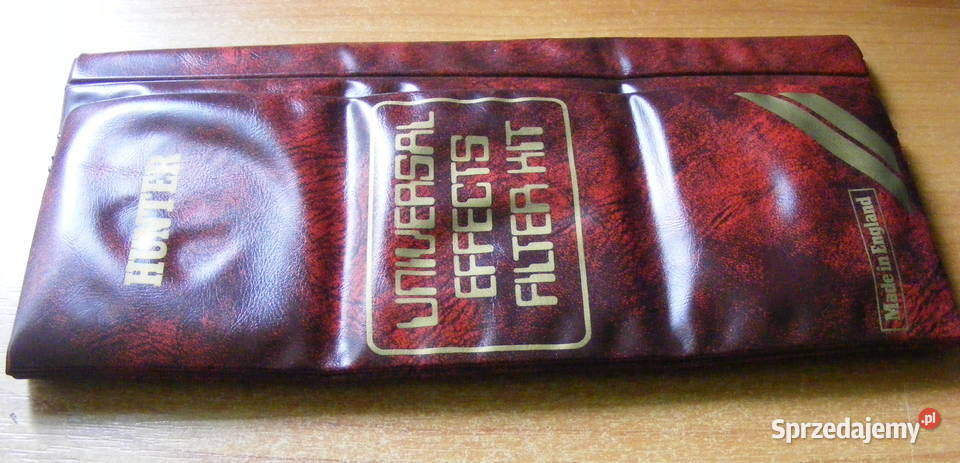 HUNTER
UNIVERSAL
EFFECTS
FILTER KIT
Made in England
Sprzedajemy.pl